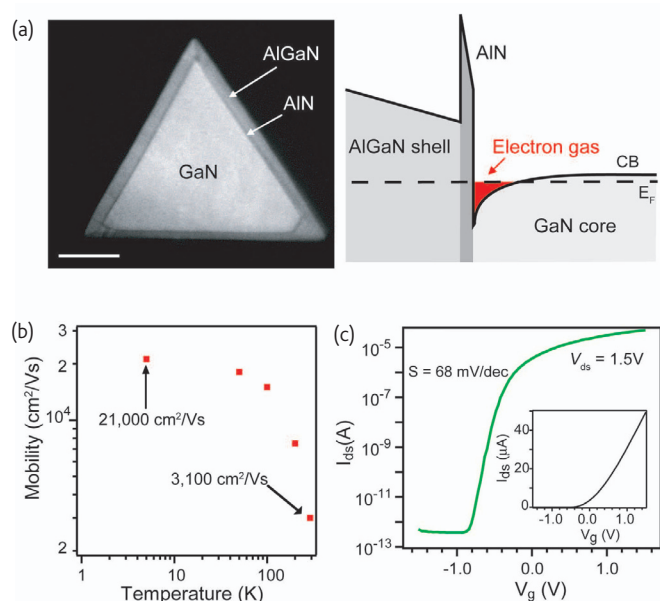 (a)
AlGaN
AlN
GaN
AlN
AlGaN shell
Electron gas
CB
E_F
GaN core
(b)
Mobility (cm²/Vs)
3
2
10⁴
3
2
21,000 cm²/Vs
3,100 cm²/Vs
1
10
100
Temperature (K)
(c)
I_ds(A)
10⁻⁵
10⁻⁷
10⁻⁹
10⁻¹¹
10⁻¹³
S = 68 mV/dec
V_ds = 1.5V
I_ds (μA)
40
20
0
-1.0
0.0
1.0
V_g (V)
-1.0
0.0
1.0
V_g (V)